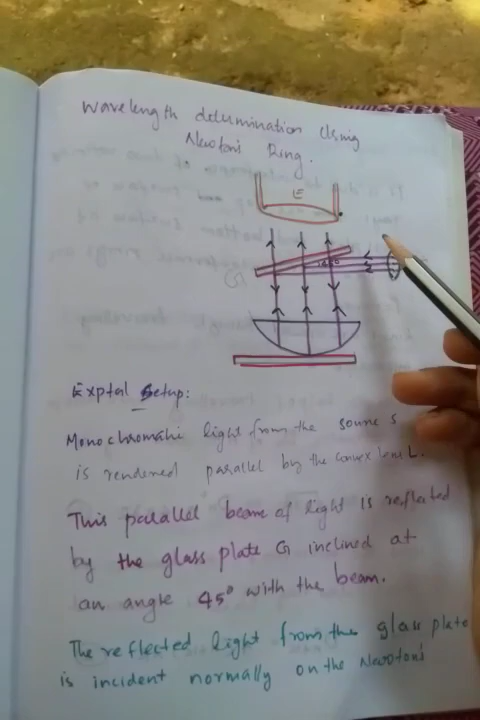 Wavelength determination Using
Newton's Ring.
E
G
45°
Exptal Setup:
Monochromatic light from the source S
is rendered parallel by the convex lens L.
This parallel beam of light is reflected
by the glass plate G inclined at
an angle 45° with the beam.
The reflected light from the glass plate
is incident normally on the Newton's